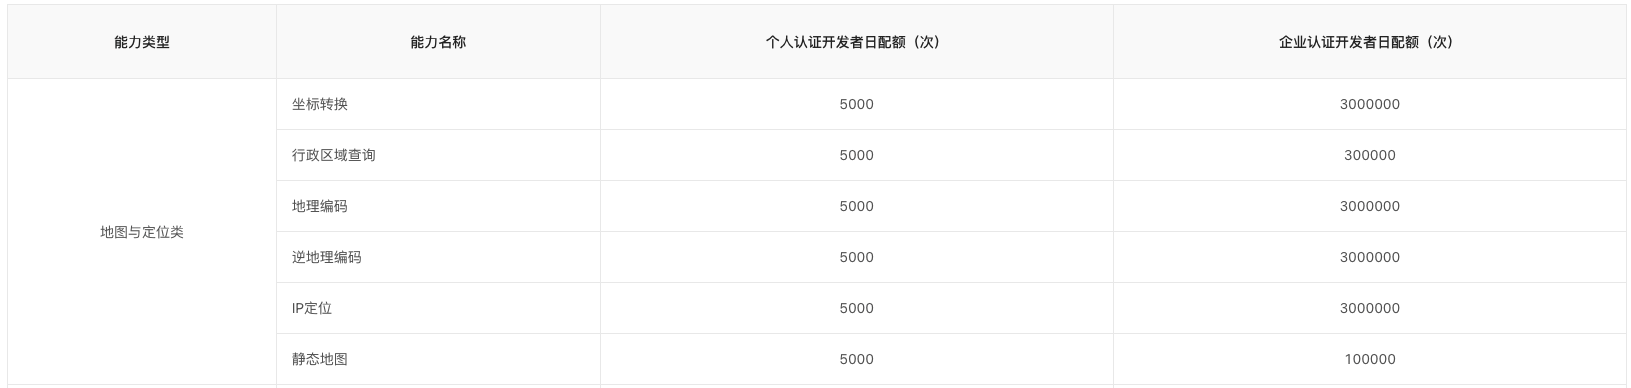 能力类型 能力名称 个人认证开发者日配额（次） 企业认证开发者日配额（次）
坐标转换 5000 3000000
行政区域查询 5000 300000
地理编码 5000 3000000
地图与定位类
逆地理编码 5000 3000000
IP定位 5000 3000000
静态地图 5000 100000